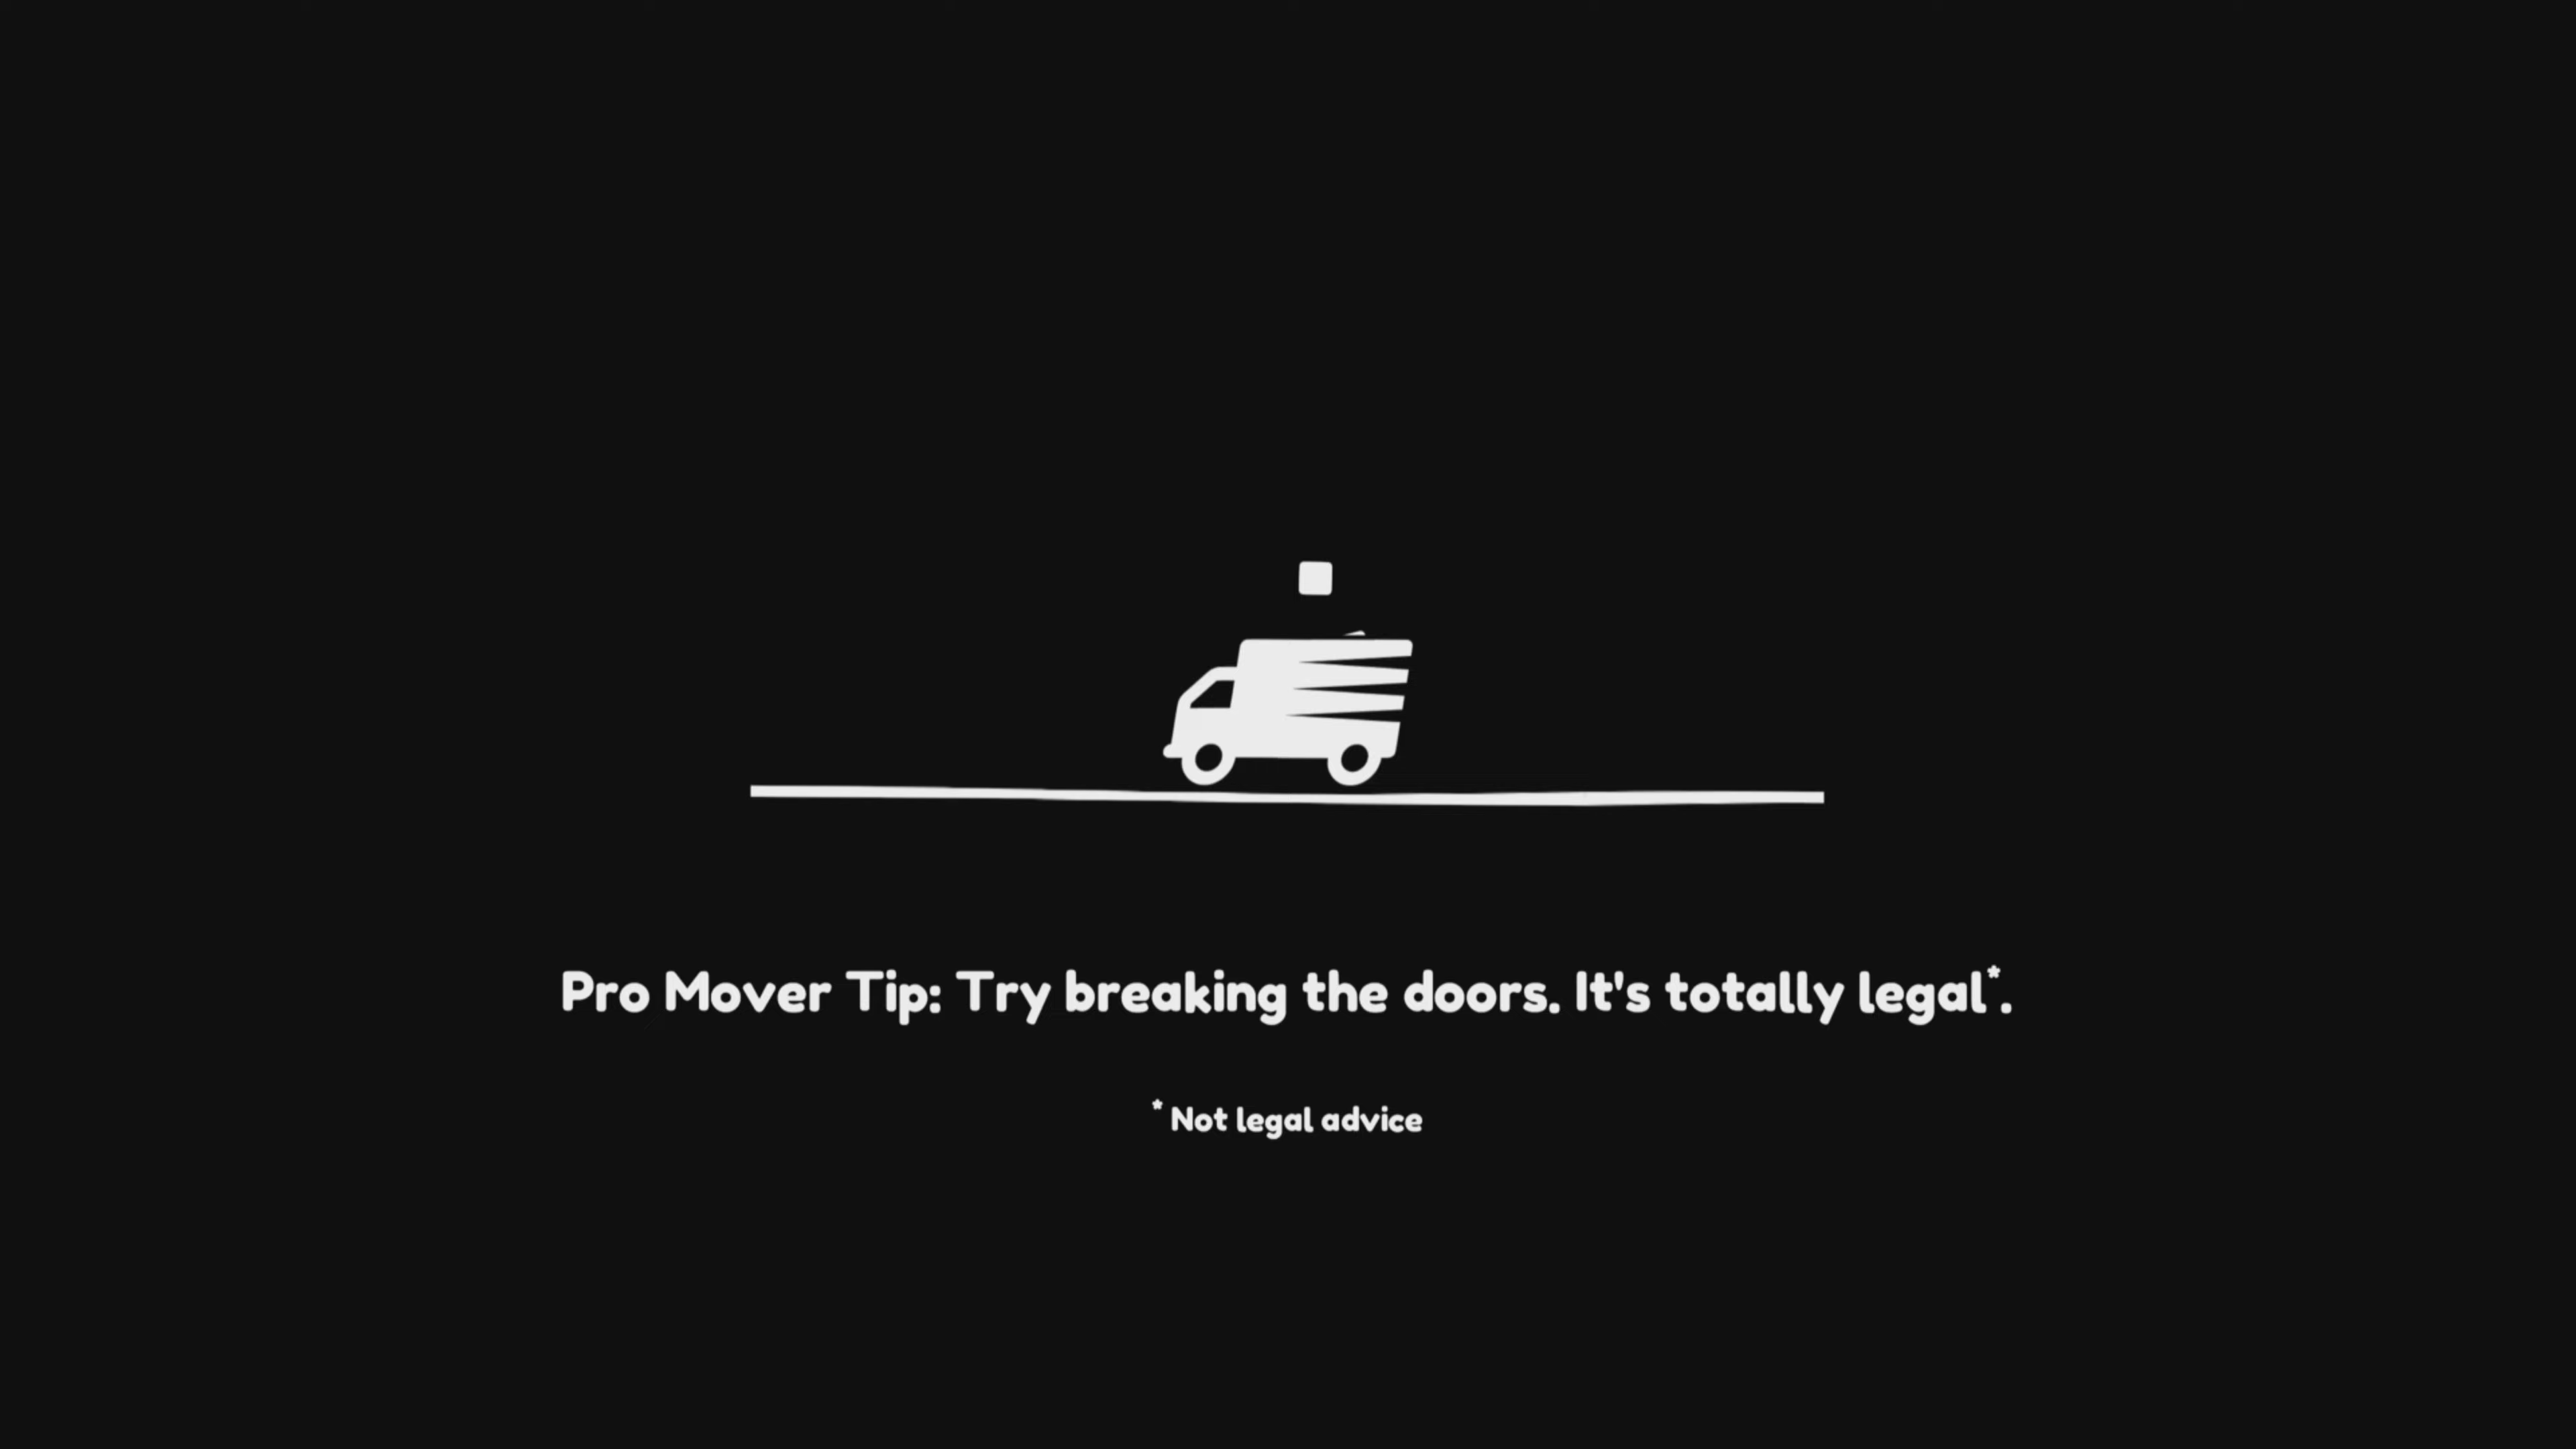 Pro Mover Tip: Try breaking the doors. It's totally legal*.
* Not legal advice